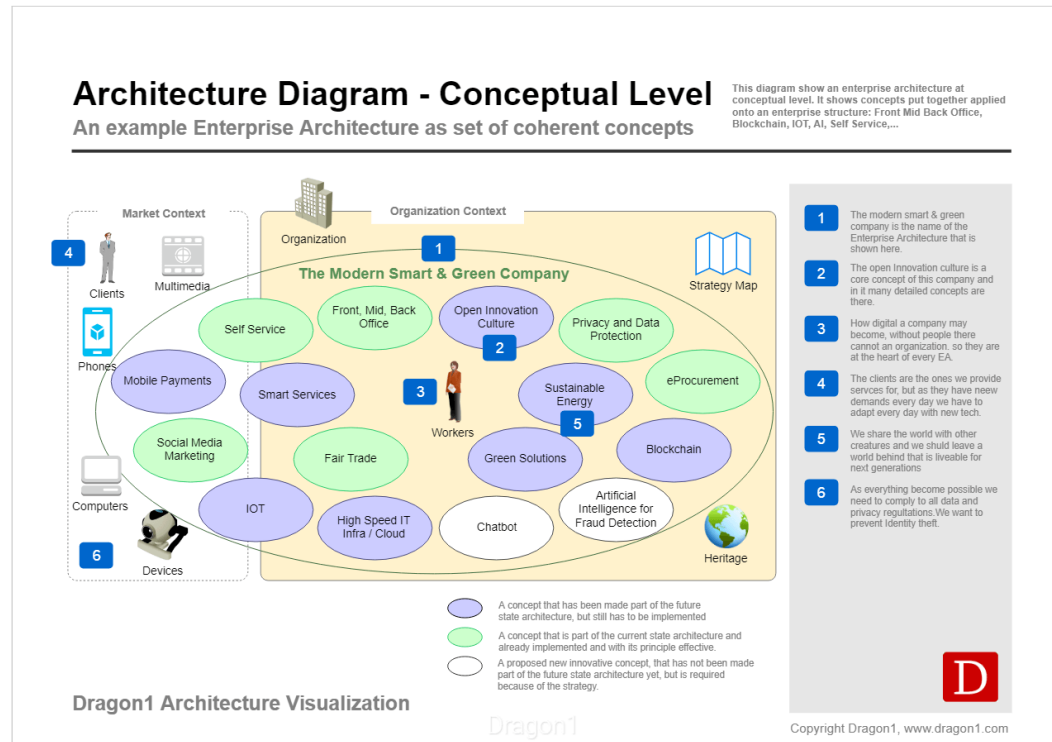 Architecture Diagram - Conceptual Level
An example Enterprise Architecture as set of coherent concepts
This diagram show an enterprise architecture at
conceptual level. It shows concepts put together applied
onto an enterprise structure: Front Mid Back Office,
Blockchain, IOT, AI, Self Service,...
Market Context
Organization Context
Organization
4
Clients
Multimedia
1
The Modern Smart & Green Company
Strategy Map
Phones
Self Service
Front, Mid, Back
Office
Open Innovation
Culture
2
Privacy and Data
Protection
Mobile Payments
Smart Services
3
Workers
Sustainable
Energy
5
eProcurement
Social Media
Marketing
Fair Trade
Green Solutions
Blockchain
Computers
IOT
High Speed IT
Infra / Cloud
Chatbot
Artificial
Intelligence for
Fraud Detection
6
Devices
Heritage
1
The modern smart & green
company is the name of the
Enterprise Architecture that is
shown here.
2
The open Innovation culture is a
core concept of this company and
in it many detailed concepts are
there.
3
How digital a company may
become, without people there
cannot an organization. so they are
at the heart of every EA.
4
The clients are the ones we provide
servces for, but as they have neew
demands every day we have to
adapt every day with new tech.
5
We share the world with other
creatures and we shuld leave a
world behind that is liveable for
next generations
6
As everything become possible we
need to comply to all data and
privacy regultations.We want to
prevent Identity theft.
A concept that has been made part of the future
state architecture, but still has to be implemented
A concept that is part of the current state architecture and
already implemented and with its principle effective.
A proposed new innovative concept, that has not been made
part of the future state architecture yet, but is required
because of the strategy.
Dragon1 Architecture Visualization
Dragon1
D
Copyright Dragon1, www.dragon1.com